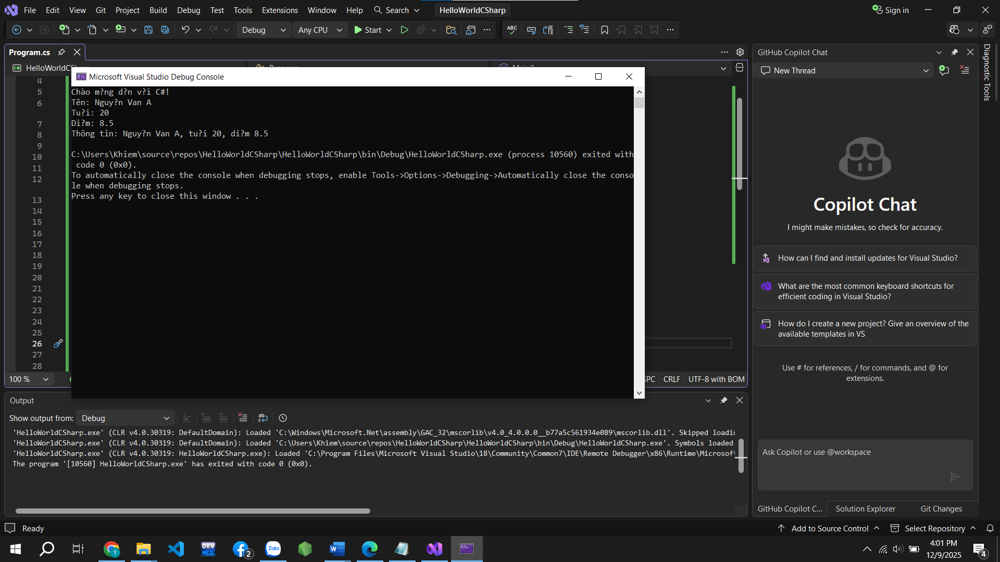 File Edit View Git Project Build Debug Test Tools Extensions Window Help Search HelloWorldCSharp Sign in
Debug Any CPU Start
Program.cs
HelloWorldCSharp
4
5
6
7
8
9
10
11
12
13
14
15
16
17
18
19
20
21
22
23
24
25
26
27
28
Microsoft Visual Studio Debug Console
Chào m?ng d?n v?i C#!
Tên: Nguy?n Van A
Tu?i: 20
Di?m: 8.5
Thông tin: Nguy?n Van A, tu?i 20, di?m 8.5
C:\Users\Khiem\source\repos\HelloWorldCSharp\HelloWorldCSharp\bin\Debug\HelloWorldCSharp.exe (process 10560) exited with
code 0 (0x0).
To automatically close the console when debugging stops, enable Tools->Options->Debugging->Automatically close the conso
le when debugging stops.
Press any key to close this window . . .
100 % CRLF UTF-8 with BOM
Output
Show output from: Debug
'HelloWorldCSharp.exe' (CLR v4.0.30319: DefaultDomain): Loaded 'C:\Windows\Microsoft.Net\assembly\GAC_32\mscorlib\v4.0_4.0.0.0__b77a5c561934e089\mscorlib.dll'. Skipped loadin
'HelloWorldCSharp.exe' (CLR v4.0.30319: DefaultDomain): Loaded 'C:\Users\Khiem\source\repos\HelloWorldCSharp\HelloWorldCSharp\bin\Debug\HelloWorldCSharp.exe'. Symbols loaded.
'HelloWorldCSharp.exe' (CLR v4.0.30319: HelloWorldCSharp.exe): Loaded 'C:\Program Files\Microsoft Visual Studio\18\Community\Common7\IDE\Remote Debugger\x86\Runtime\Microsoft
The program '[10560] HelloWorldCSharp.exe' has exited with code 0 (0x0).
GitHub Copilot Chat
New Thread
Copilot Chat
I might make mistakes, so check for accuracy.
How can I find and install updates for Visual Studio?
What are the most common keyboard shortcuts for
efficient coding in Visual Studio?
How do I create a new project? Give an overview of the
available templates in VS
Use # for references, / for commands, and @ for
extensions.
Ask Copilot or use @workspace
GitHub Copilot C... Solution Explorer Git Changes
Diagnostic Tools
Ready Add to Source Control Select Repository
DEV
C++
2
Zalo
4:01 PM
12/9/2025
4